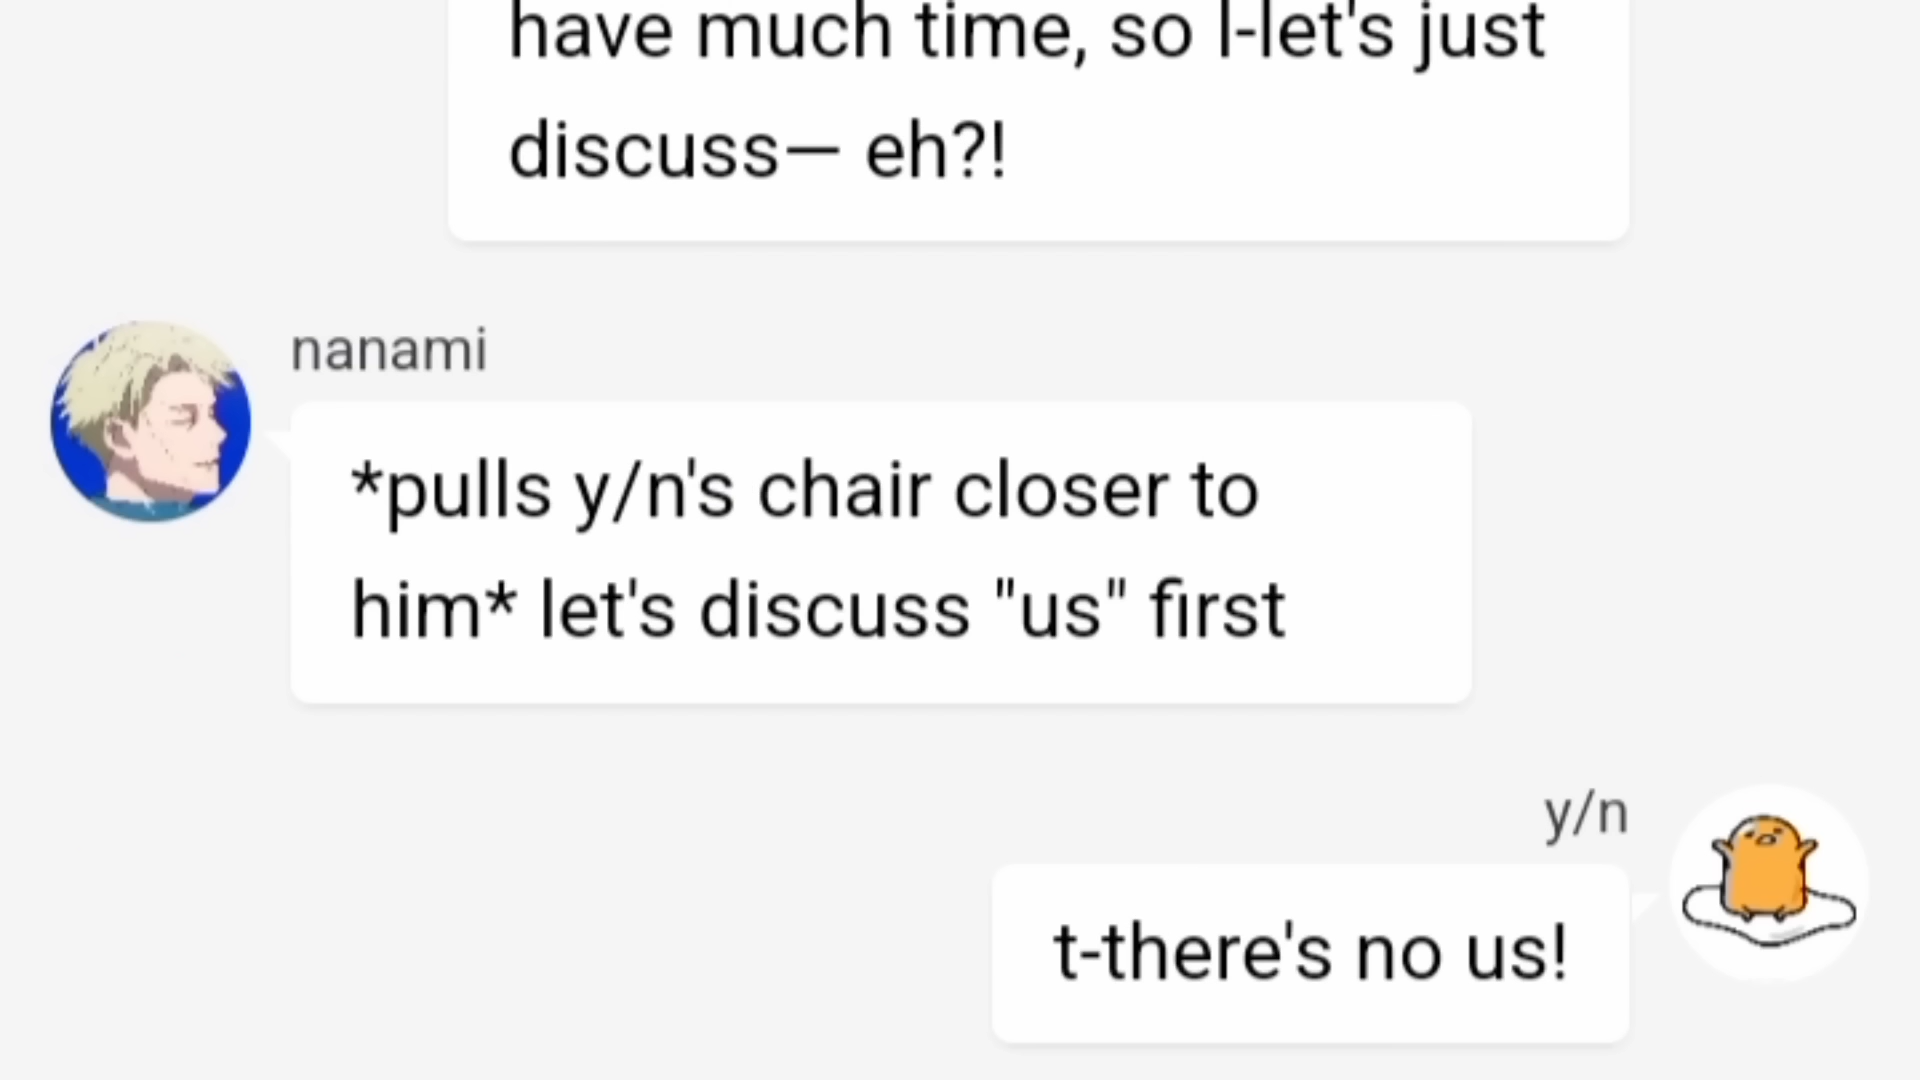 have much time, so l-let's just
discuss— eh?!
nanami
*pulls y/n's chair closer to
him* let's discuss "us" first
y/n
t-there's no us!